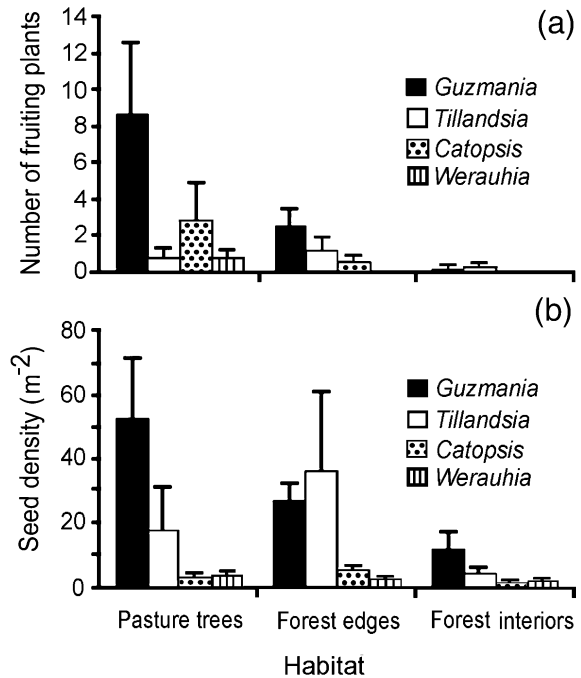 (a)
Number of fruiting plants
14
12
10
8
6
4
2
0
Guzmania
Tillandsia
Catopsis
Werauhia
(b)
Seed density (m-2)
80
60
40
20
0
Guzmania
Tillandsia
Catopsis
Werauhia
Pasture trees Forest edges Forest interiors
Habitat